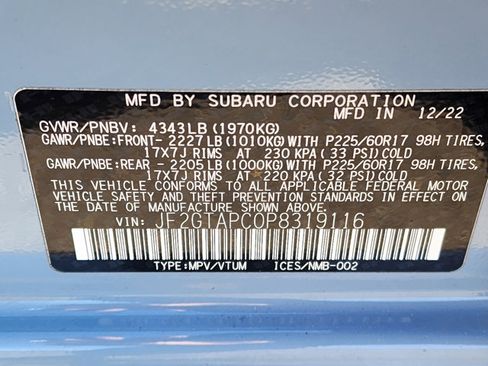 MFD BY SUBARU CORPORATION
MFD IN 12/22
GVWR/PNBV: 4343LB (1970KG)
GAWR/PNBE:FRONT- 2227 LB (1010KG) WITH P225/60R17 98H TIRES,
17X7J RIMS AT 230 KPA (33 PSI) COLD
GAWR/PNBE:REAR - 2205 LB (1000KG) WITH P225/60R17 98H TIRES,
17X7J RIMS AT 220 KPA (32 PSI) COLD
THIS VEHICLE CONFORMS TO ALL APPLICABLE FEDERAL MOTOR
VEHICLE SAFETY AND THEFT PREVENTION STANDARDS IN
EFFECT ON THE DATE OF MANUFACTURE SHOWN ABOVE.
VIN: JF2GTAPC0P8319116
TYPE:MPV/VTUM ICES/NMB-002